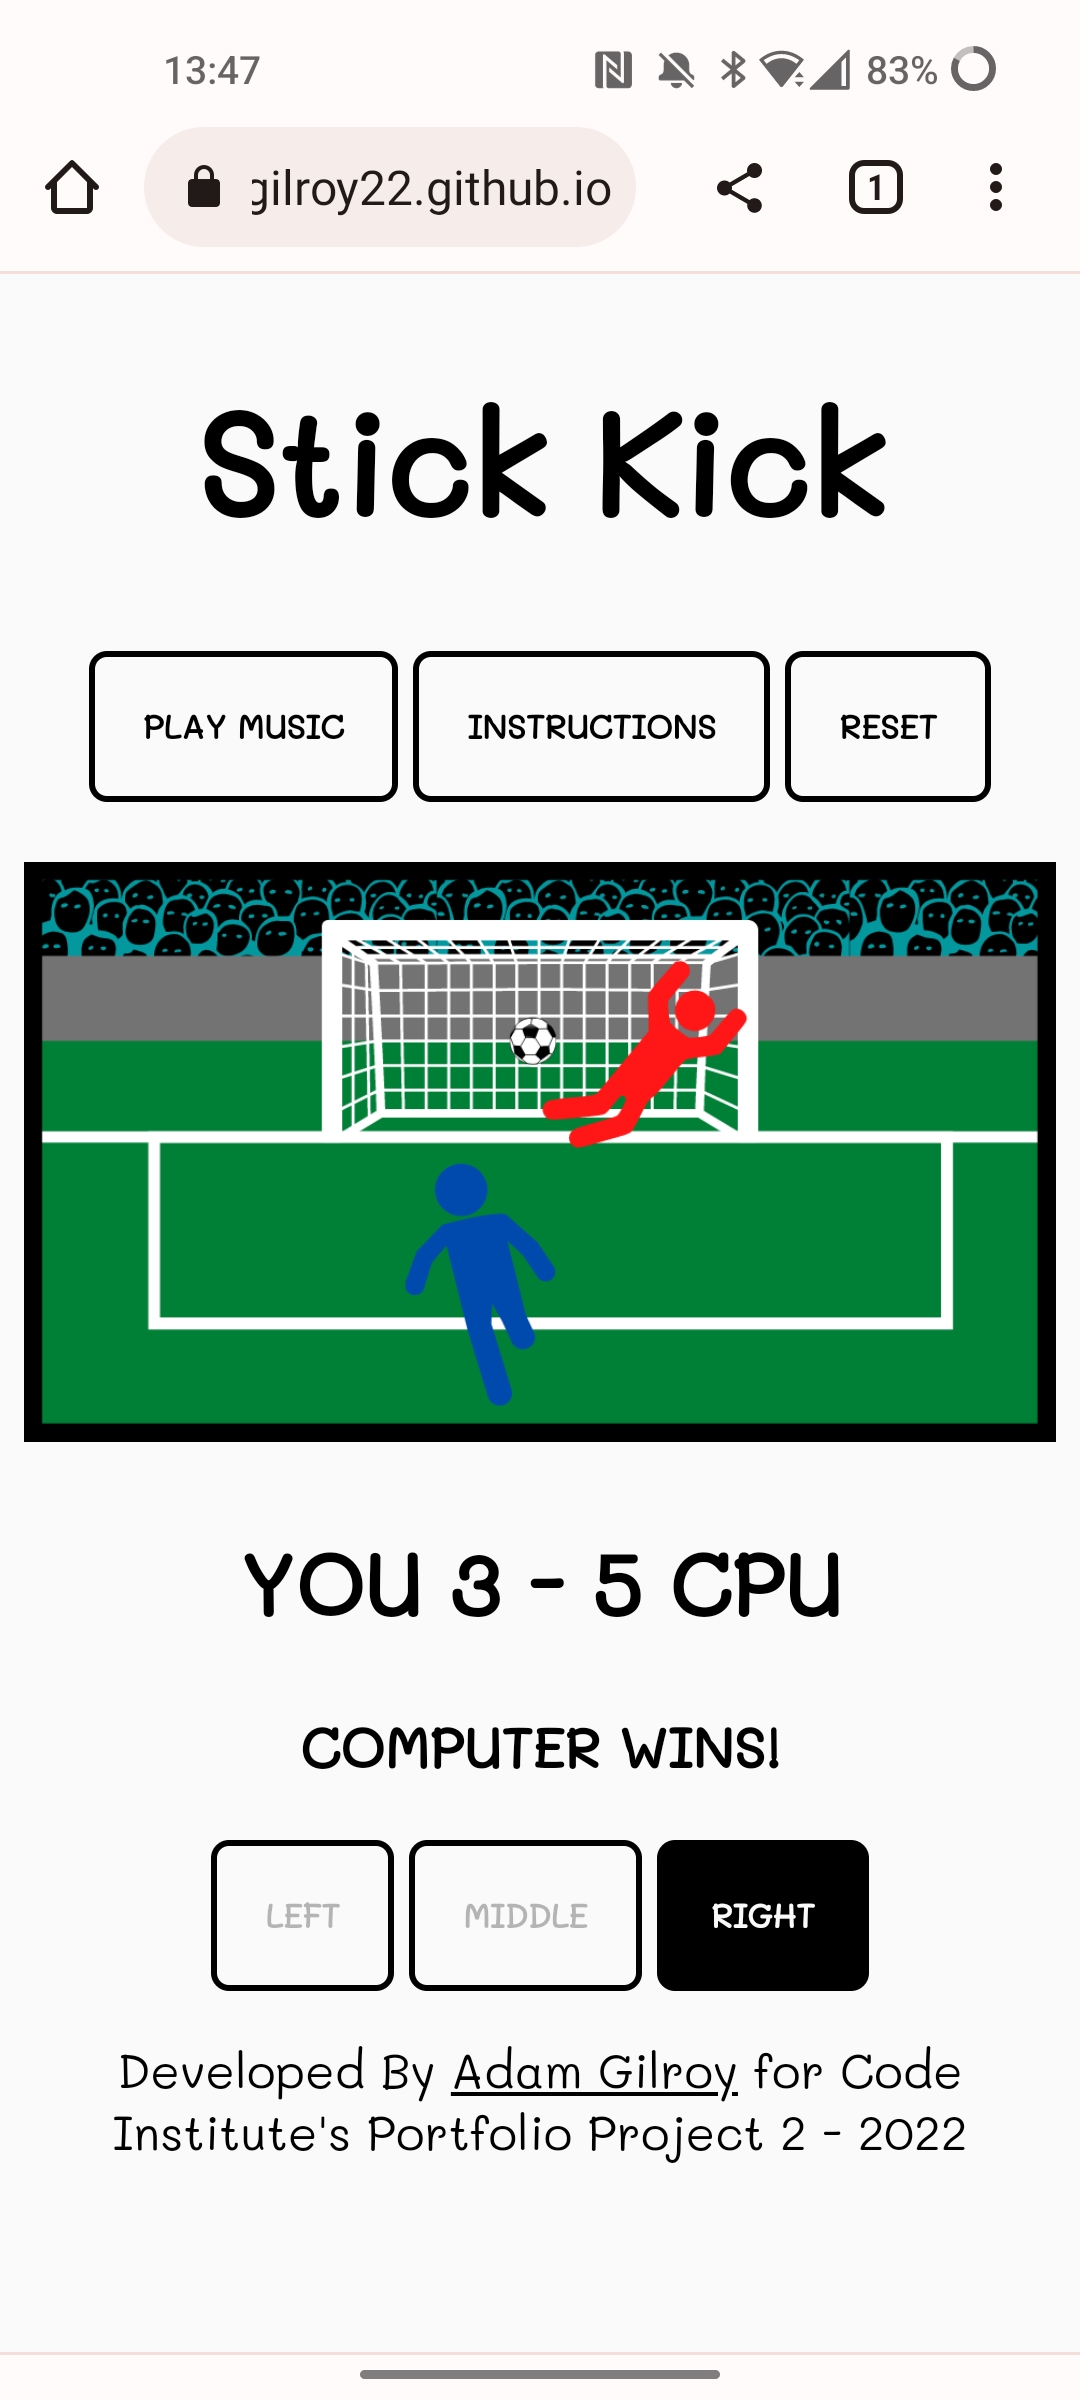 13:47
83%
gilroy22.github.io
1
Stick Kick
PLAY MUSIC
INSTRUCTIONS
RESET
YOU 3 - 5 CPU
COMPUTER WINS!
LEFT
MIDDLE
RIGHT
Developed By Adam Gilroy for Code
Institute's Portfolio Project 2 - 2022